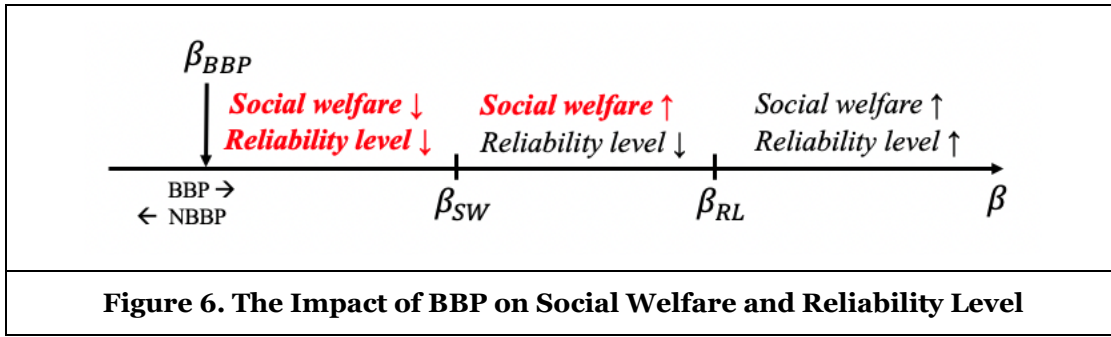 β_BBP
Social welfare ↓
Reliability level ↓
Social welfare ↑
Reliability level ↓
Social welfare ↑
Reliability level ↑
BBP →
← NBBP
β_SW
β_RL
β
Figure 6. The Impact of BBP on Social Welfare and Reliability Level